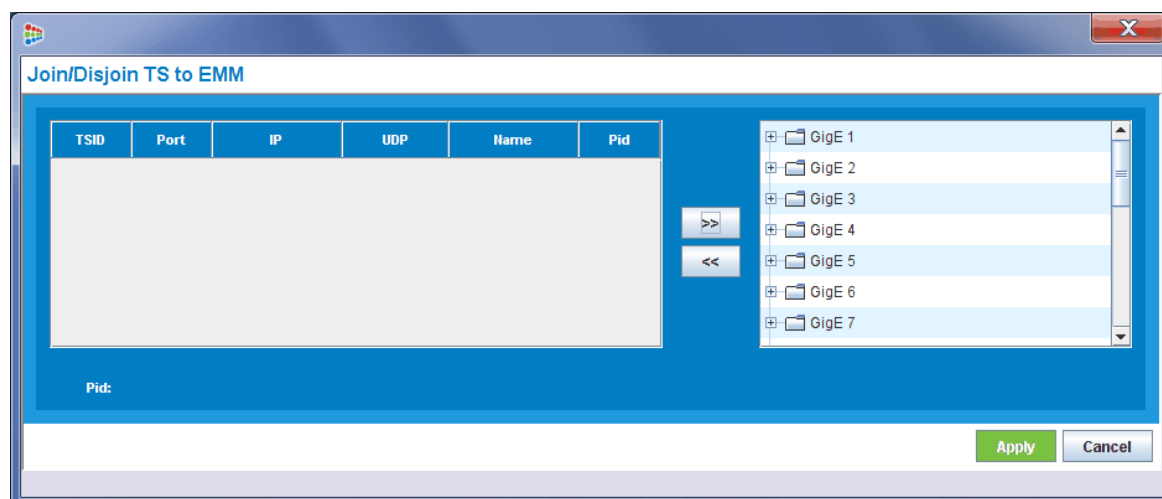 X
Join/Disjoin TS to EMM
TSID Port IP UDP Name Pid
GigE 1
GigE 2
GigE 3
GigE 4
GigE 5
GigE 6
GigE 7
>>
<<
Pid:
Apply Cancel